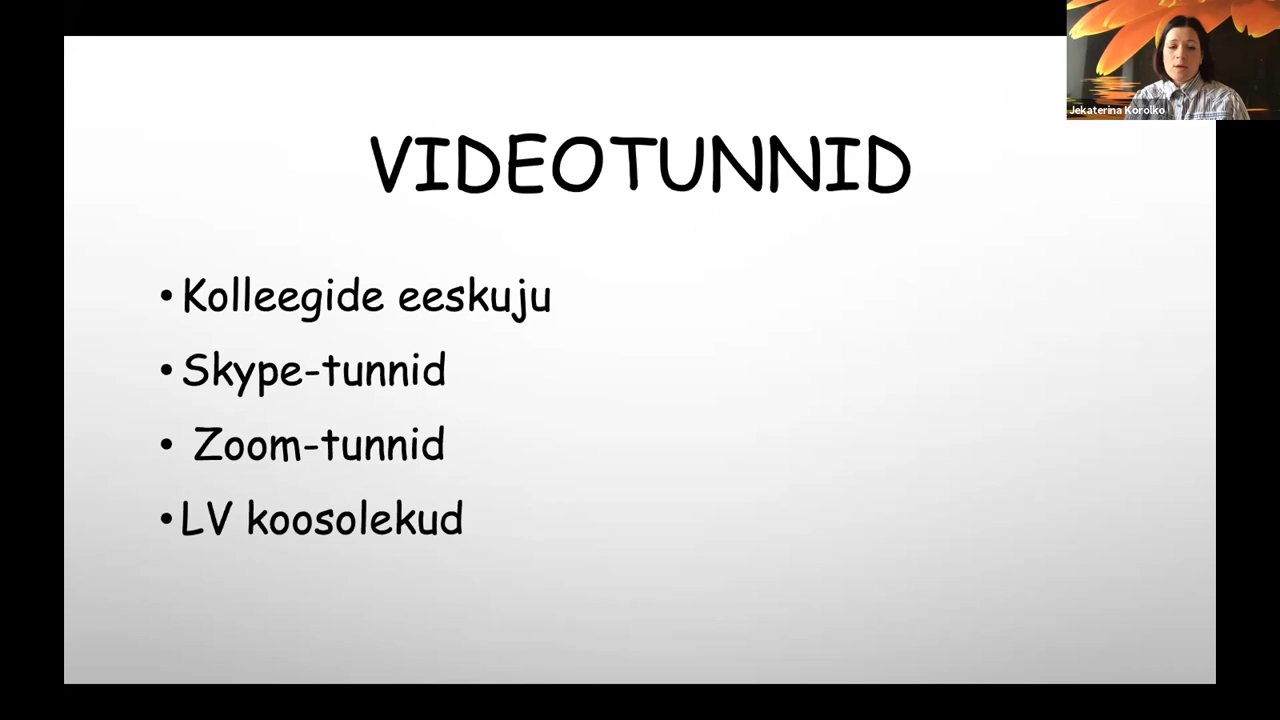 Jekaterina Korolko
VIDEOTUNNID
• Kolleegide eeskuju
• Skype-tunnid
• Zoom-tunnid
• LV koosolekud